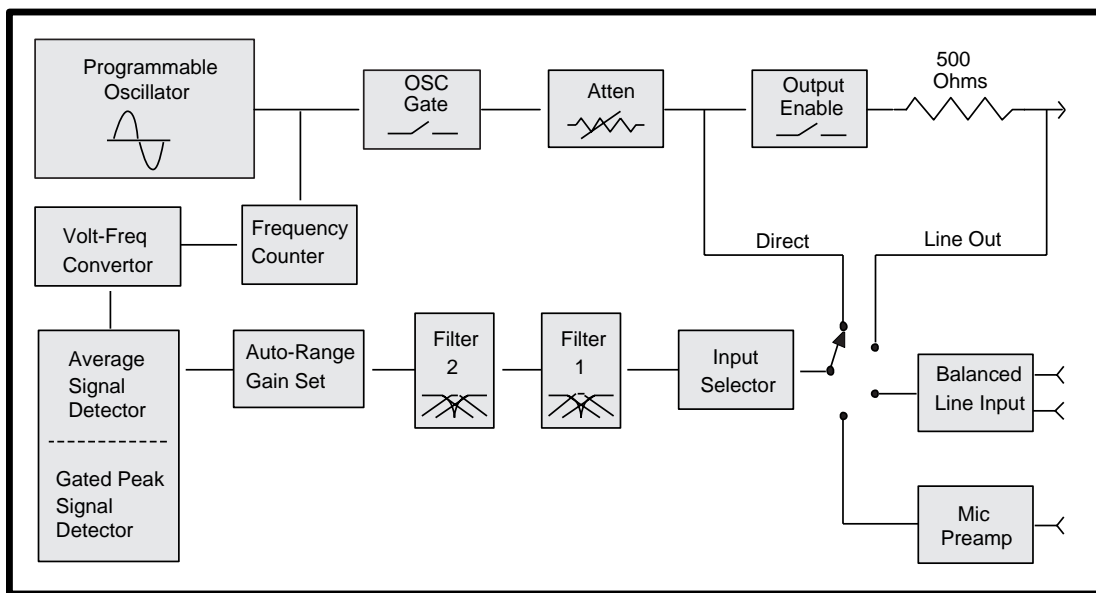 Programmable
Oscillator
OSC
Gate
Atten
Output
Enable
500
Ohms
Volt-Freq
Convertor
Frequency
Counter
Direct
Line Out
Average
Signal
Detector
Gated Peak
Signal
Detector
Auto-Range
Gain Set
Filter
2
Filter
1
Input
Selector
Balanced
Line Input
Mic
Preamp